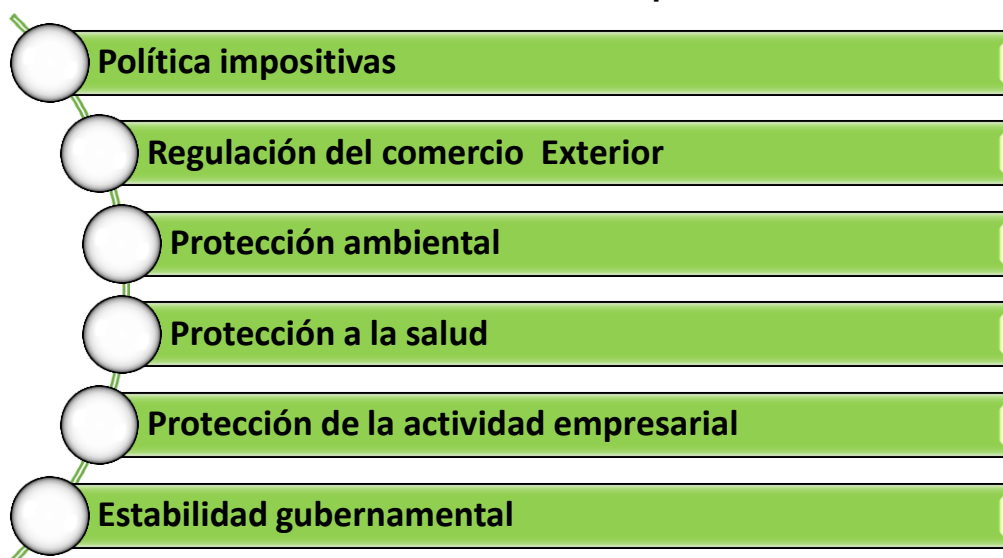 Política impositivas
Regulación del comercio Exterior
Protección ambiental
Protección a la salud
Protección de la actividad empresarial
Estabilidad gubernamental